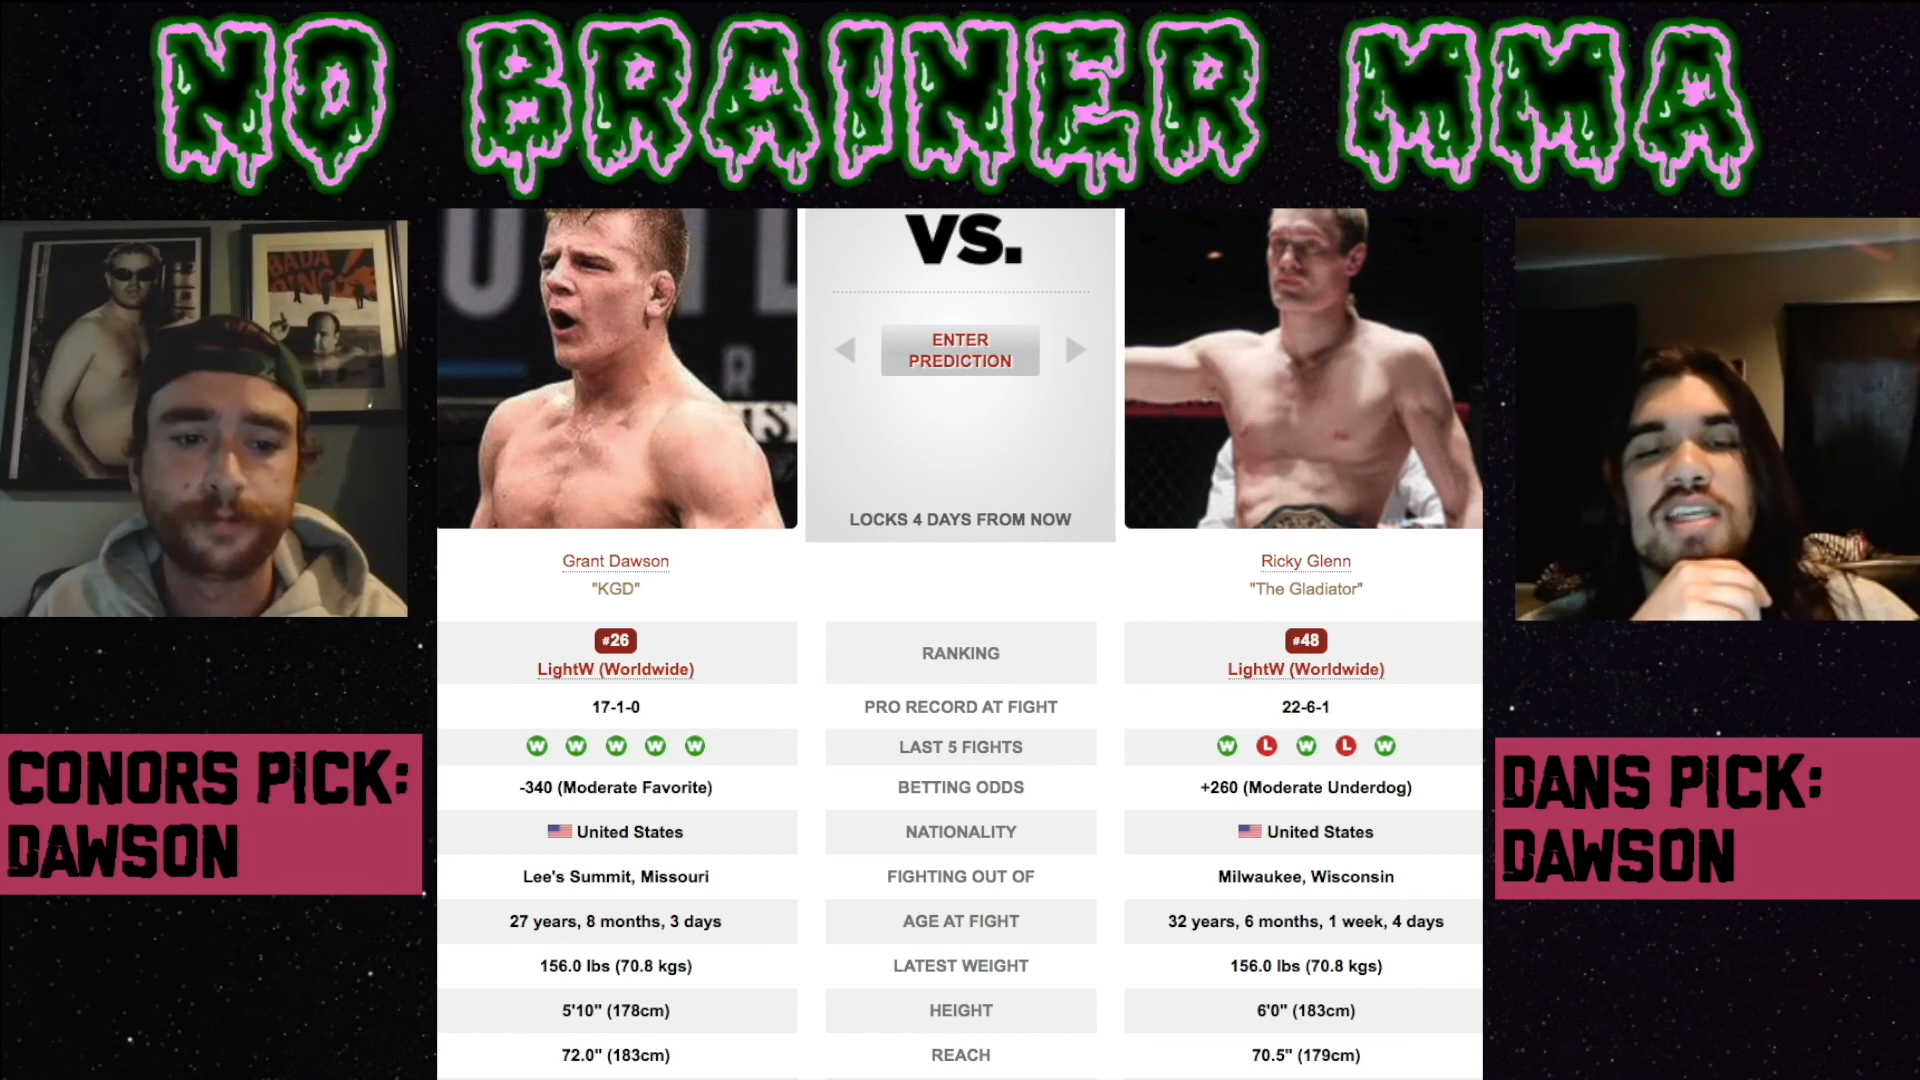 NO BRAINER MMA
BADA
BING
VS.
ENTER
PREDICTION
LOCKS 4 DAYS FROM NOW
Grant Dawson
"KGD"
Ricky Glenn
"The Gladiator"
#26
LightW (Worldwide)
RANKING
#48
LightW (Worldwide)
17-1-0
PRO RECORD AT FIGHT
22-6-1
W W W W W
LAST 5 FIGHTS
W L W L W
-340 (Moderate Favorite)
BETTING ODDS
+260 (Moderate Underdog)
United States
NATIONALITY
United States
Lee's Summit, Missouri
FIGHTING OUT OF
Milwaukee, Wisconsin
27 years, 8 months, 3 days
AGE AT FIGHT
32 years, 6 months, 1 week, 4 days
156.0 lbs (70.8 kgs)
LATEST WEIGHT
156.0 lbs (70.8 kgs)
5'10" (178cm)
HEIGHT
6'0" (183cm)
72.0" (183cm)
REACH
70.5" (179cm)
CONORS PICK:
DAWSON
DANS PICK:
DAWSON